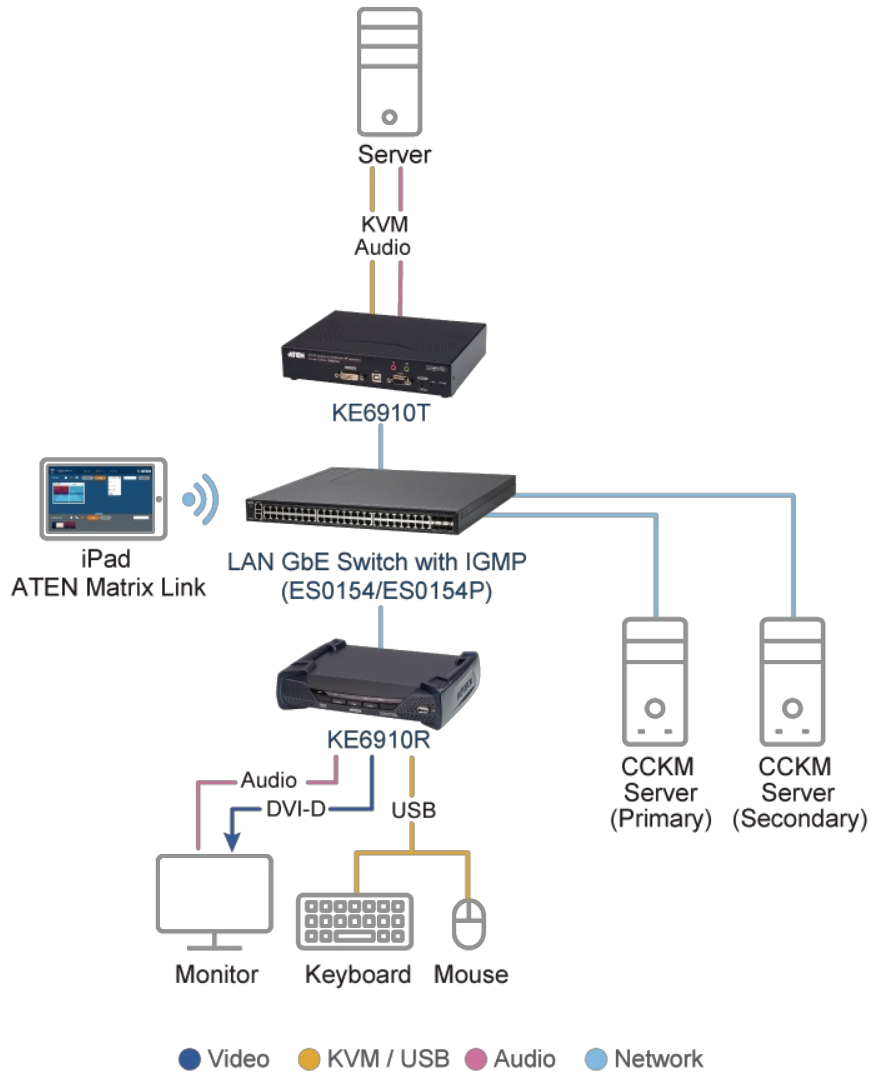 Server
KVM
Audio
ATEN
KE6910T
iPad
ATEN Matrix Link
LAN GbE Switch with IGMP
(ES0154/ES0154P)
KE6910R
Audio
DVI-D
USB
CCKM
Server
(Primary)
CCKM
Server
(Secondary)
Monitor
Keyboard
Mouse
Video
KVM / USB
Audio
Network